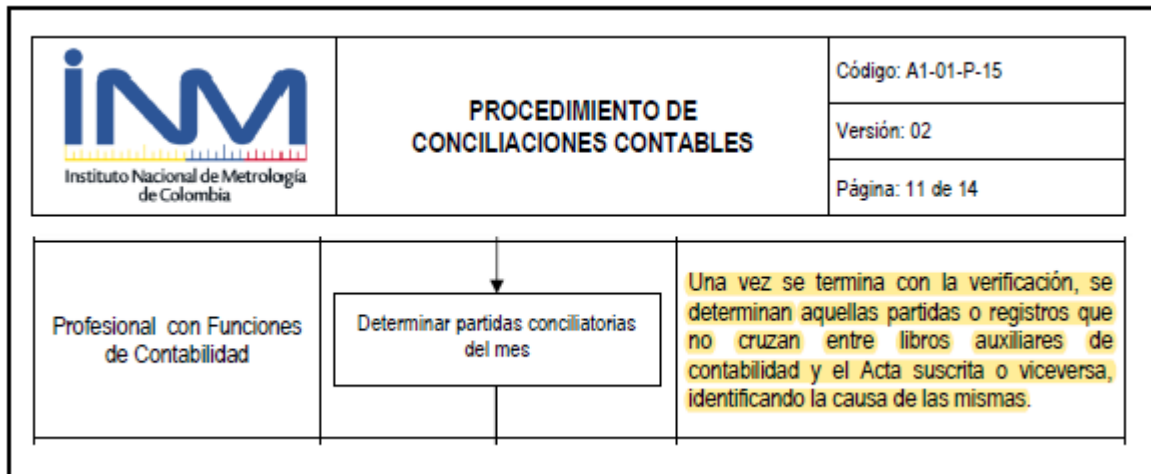 iNM
Instituto Nacional de Metrología
de Colombia
PROCEDIMIENTO DE
CONCILIACIONES CONTABLES
Código: A1-01-P-15
Versión: 02
Página: 11 de 14
Profesional con Funciones
de Contabilidad
Determinar partidas conciliatorias
del mes
Una vez se termina con la verificación, se
determinan aquellas partidas o registros que
no cruzan entre libros auxiliares de
contabilidad y el Acta suscrita o viceversa,
identificando la causa de las mismas.